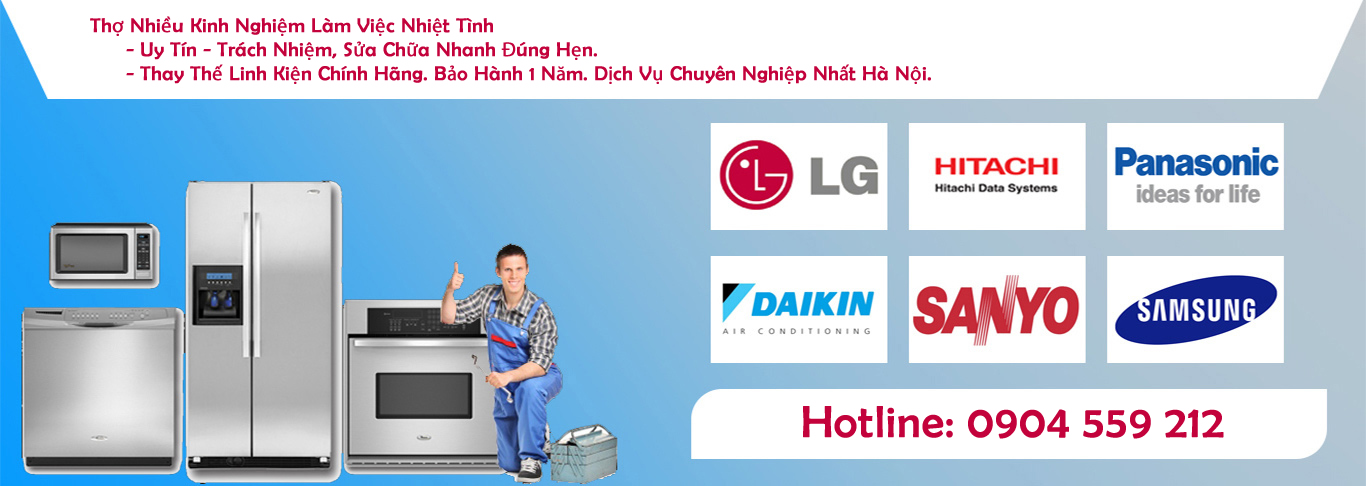 Thợ Nhiều Kinh Nghiệm Làm Việc Nhiệt Tình
- Uy Tín - Trách Nhiệm, Sửa Chữa Nhanh Đúng Hẹn.
- Thay Thế Linh Kiện Chính Hãng. Bảo Hành 1 Năm. Dịch Vụ Chuyên Nghiệp Nhất Hà Nội.
LG
HITACHI
Hitachi Data Systems
Panasonic
ideas for life
DAIKIN
AIR CONDITIONING
SANYO
SAMSUNG
Hotline: 0904 559 212